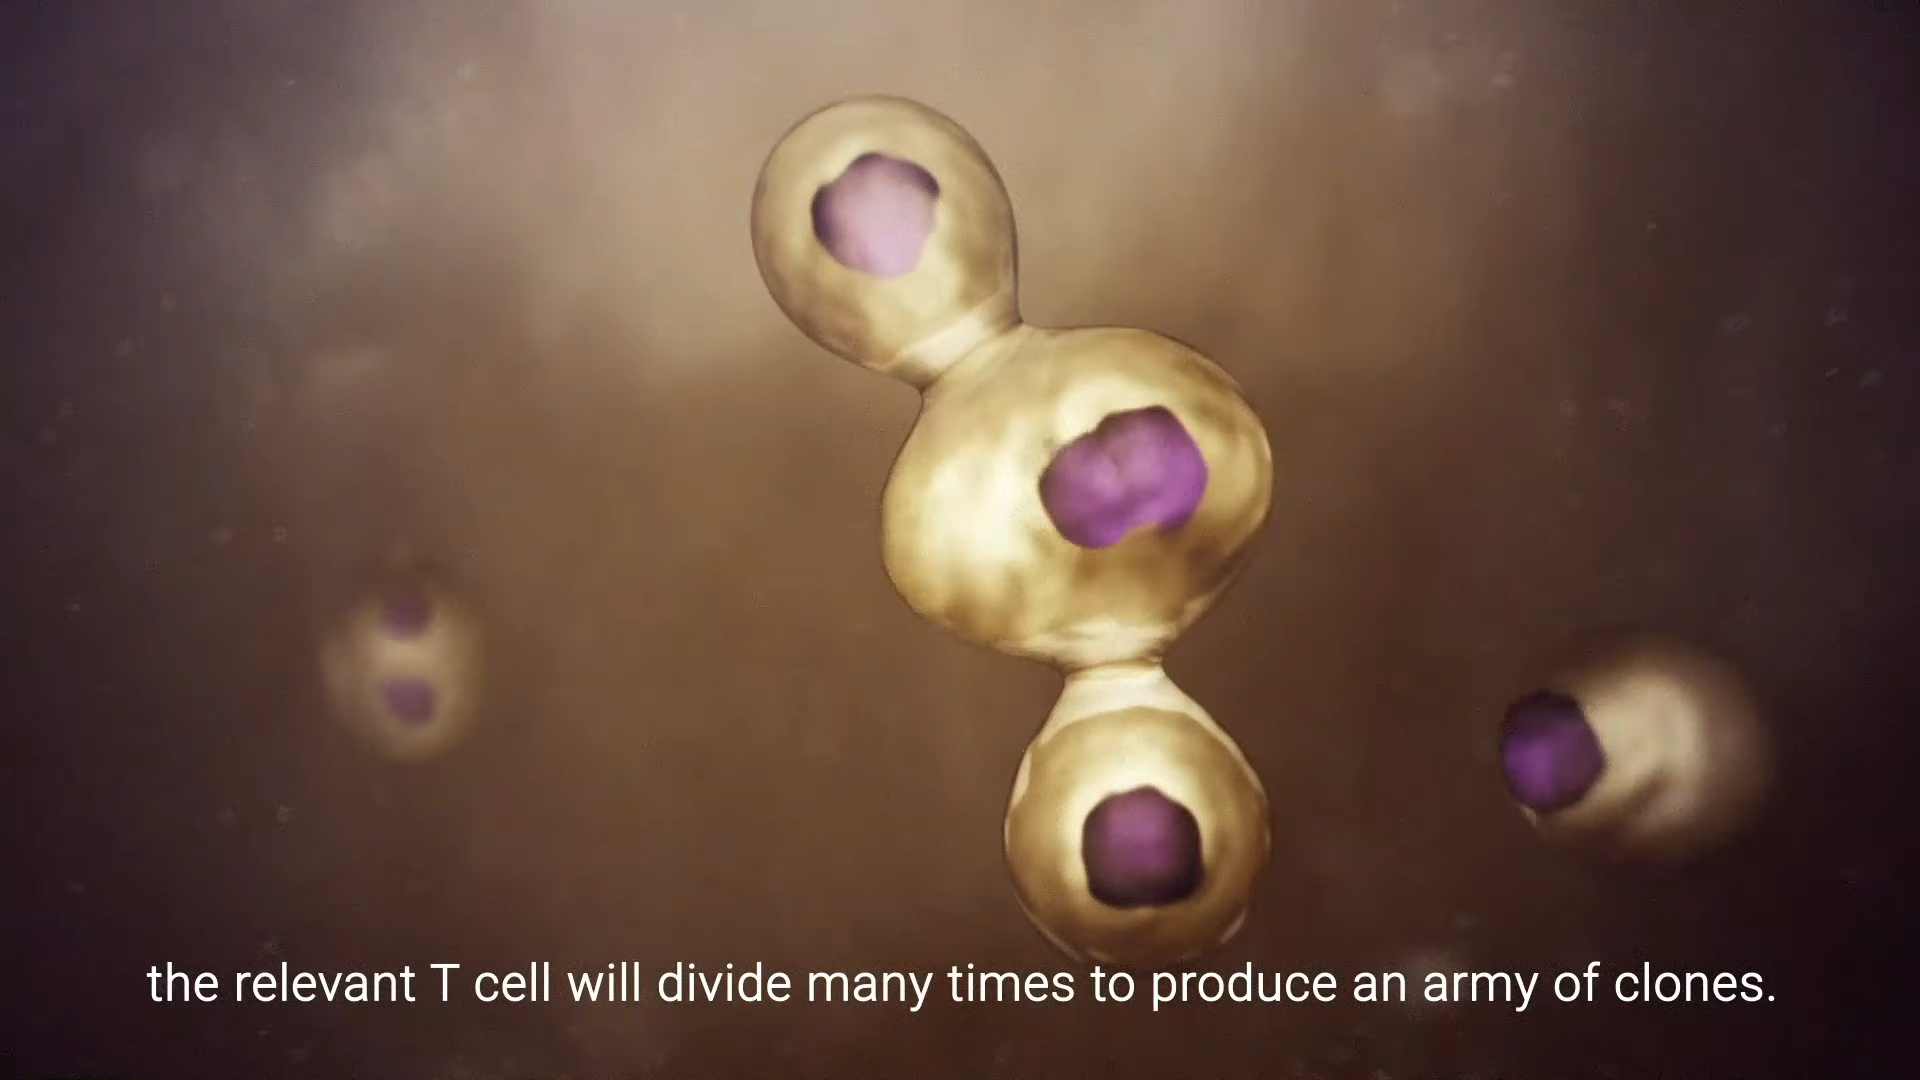 the relevant T cell will divide many times to produce an army of clones.